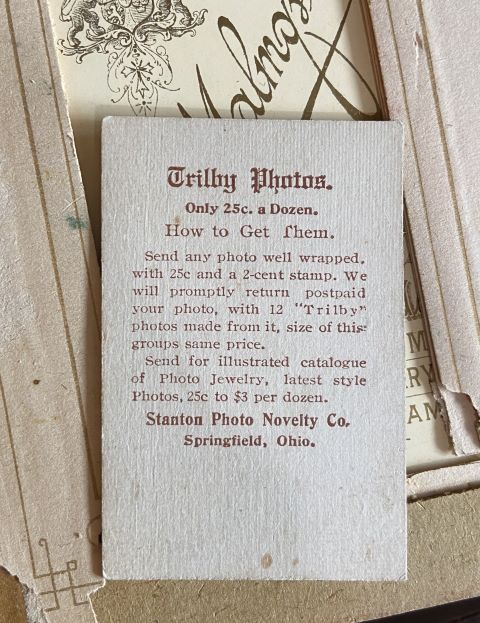 Malmo
Trilby Photos.
Only 25c. a Dozen.
How to Get Them.
Send any photo well wrapped,
with 25c and a 2-cent stamp. We
will promptly return postpaid
your photo, with 12 "Trilby"
photos made from it, size of this:
groups same price.
Send for illustrated catalogue
of Photo Jewelry, latest style
Photos, 25c to $3 per dozen.
Stanton Photo Novelty Co.
Springfield, Ohio.
M
RY
AM